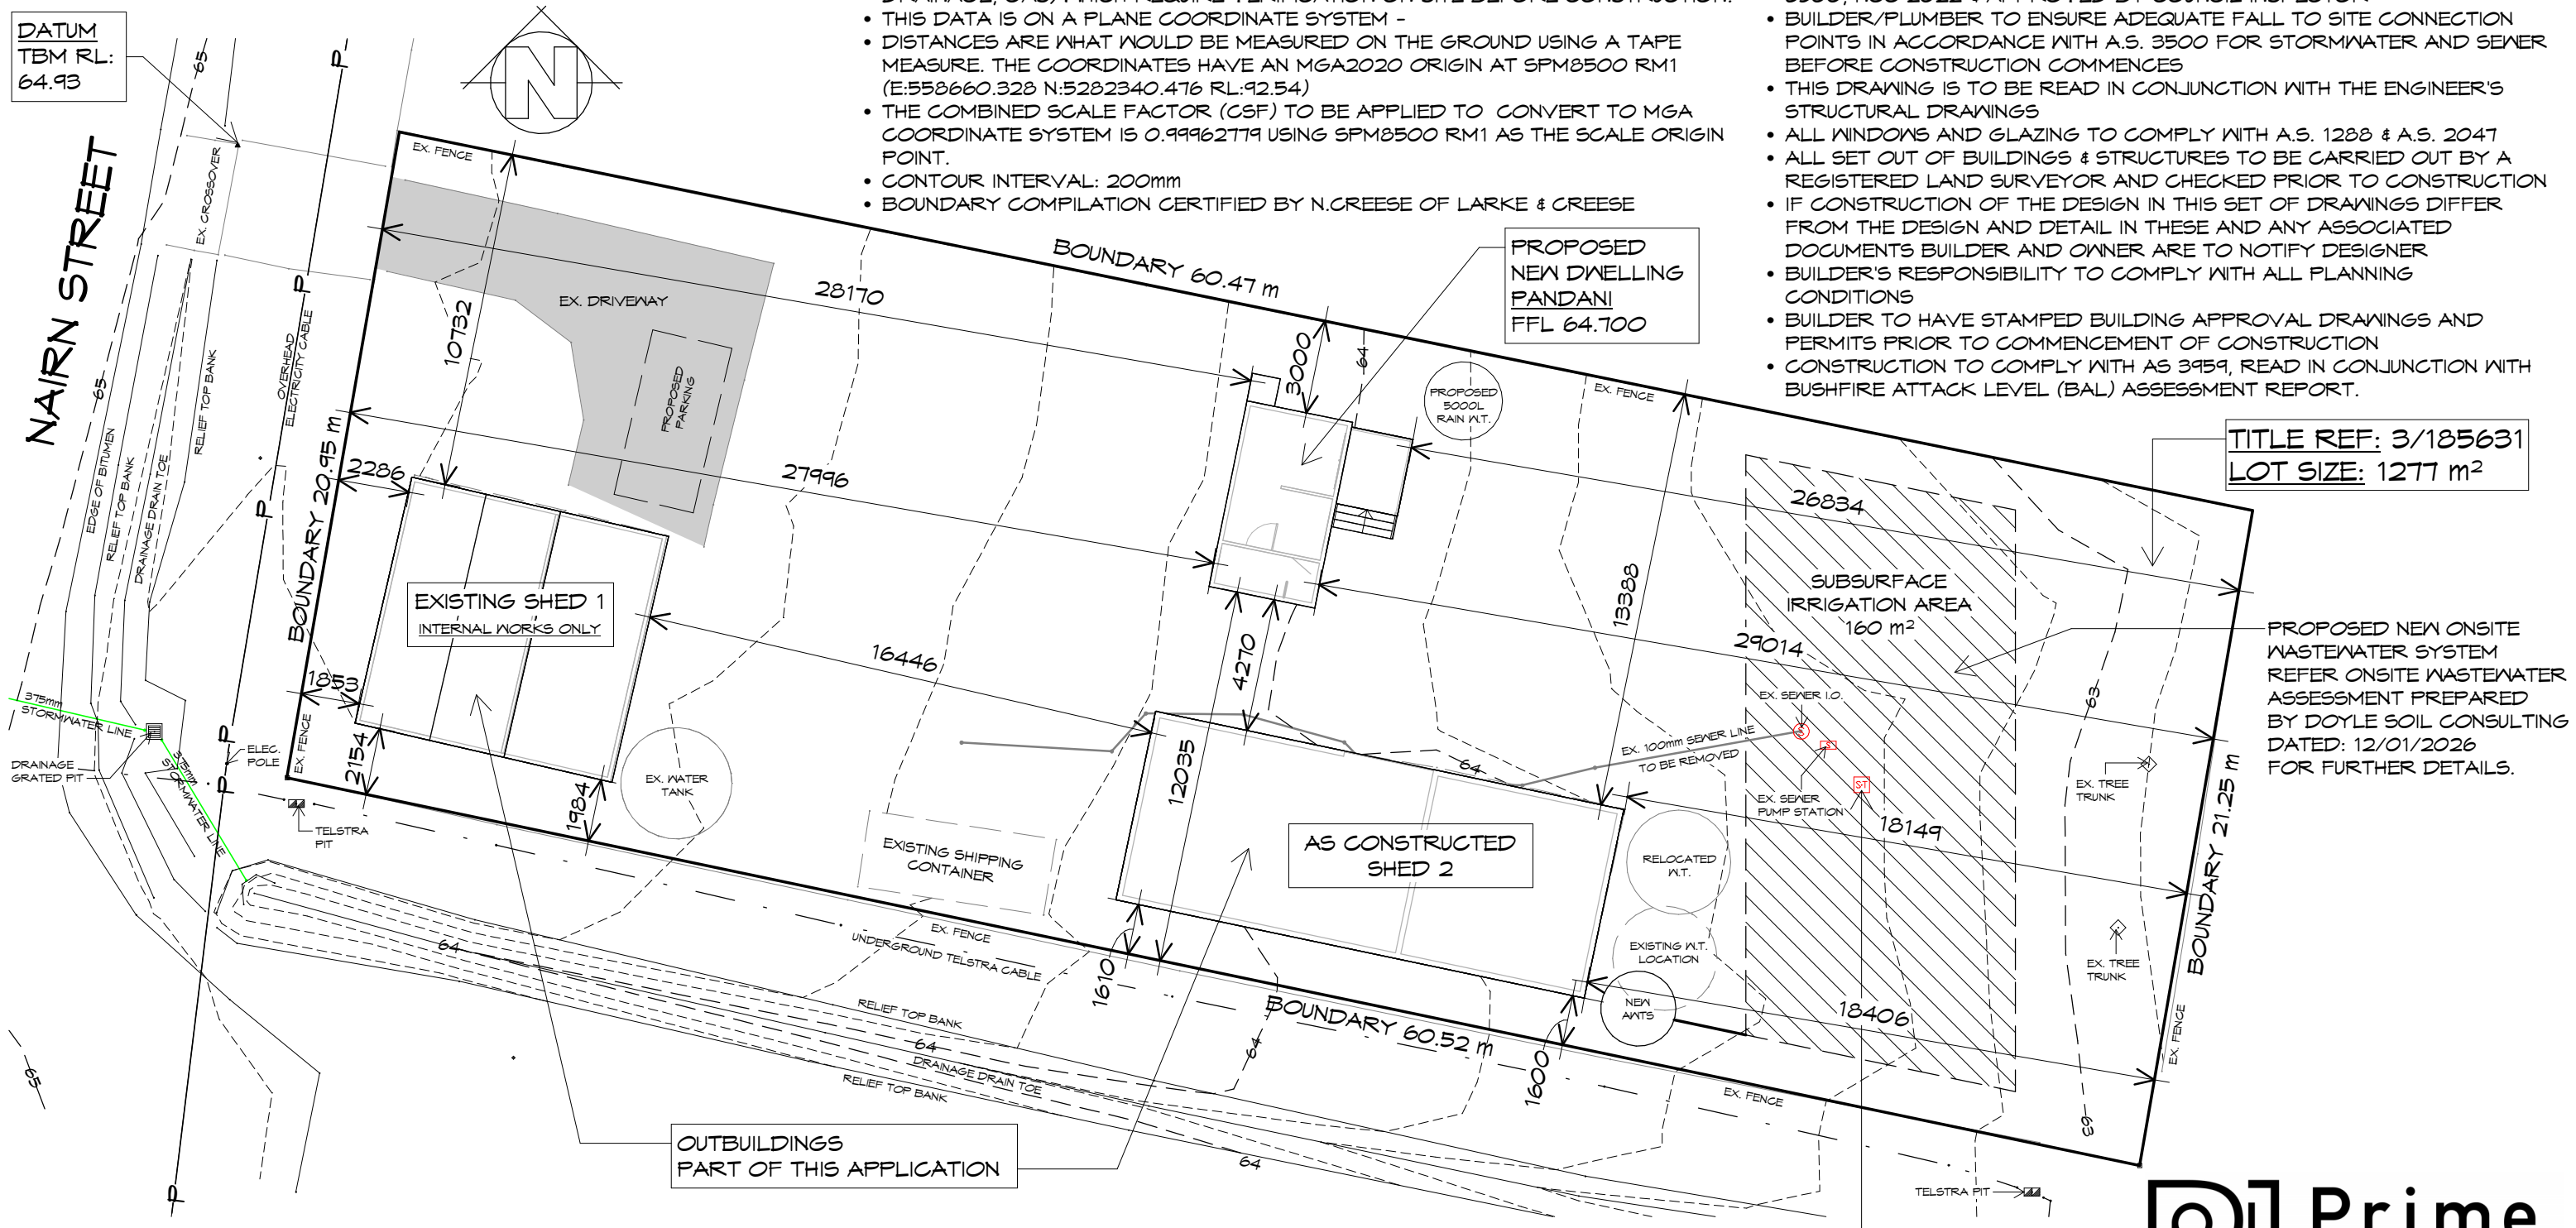 DATUM
TBM RL:
64.93
NAIRN STREET
• THIS DATA IS ON A PLANE COORDINATE SYSTEM -
• DISTANCES ARE WHAT WOULD BE MEASURED ON THE GROUND USING A TAPE
MEASURE. THE COORDINATES HAVE AN MGA2020 ORIGIN AT SPM8500 RM1
(E:558660.328 N:5282340.476 RL:92.54)
• THE COMBINED SCALE FACTOR (CSF) TO BE APPLIED TO CONVERT TO MGA
COORDINATE SYSTEM IS 0.99962779 USING SPM8500 RM1 AS THE SCALE ORIGIN
POINT.
• CONTOUR INTERVAL: 200mm
• BOUNDARY COMPILATION CERTIFIED BY N.CREESE OF LARKE & CREESE
• BUILDER/PLUMBER TO ENSURE ADEQUATE FALL TO SITE CONNECTION
POINTS IN ACCORDANCE WITH A.S. 3500 FOR STORMWATER AND SEWER
BEFORE CONSTRUCTION COMMENCES
• THIS DRAWING IS TO BE READ IN CONJUNCTION WITH THE ENGINEER'S
STRUCTURAL DRAWINGS
• ALL WINDOWS AND GLAZING TO COMPLY WITH A.S. 1288 & A.S. 2047
• ALL SET OUT OF BUILDINGS & STRUCTURES TO BE CARRIED OUT BY A
REGISTERED LAND SURVEYOR AND CHECKED PRIOR TO CONSTRUCTION
• IF CONSTRUCTION OF THE DESIGN IN THIS SET OF DRAWINGS DIFFER
FROM THE DESIGN AND DETAIL IN THESE AND ANY ASSOCIATED
DOCUMENTS BUILDER AND OWNER ARE TO NOTIFY DESIGNER
• BUILDER'S RESPONSIBILITY TO COMPLY WITH ALL PLANNING
CONDITIONS
• BUILDER TO HAVE STAMPED BUILDING APPROVAL DRAWINGS AND
PERMITS PRIOR TO COMMENCEMENT OF CONSTRUCTION
• CONSTRUCTION TO COMPLY WITH AS 3959, READ IN CONJUNCTION WITH
BUSHFIRE ATTACK LEVEL (BAL) ASSESSMENT REPORT.
N
65
P
EX. CROSSOVER
EX. FENCE
BOUNDARY 60.47 m
PROPOSED
NEW DWELLING
PANDANI
FFL 64.700
28170
EX. DRIVEWAY
10732
P
OVERHEAD
ELECTRICITY CABLE
RELIEF TOP BANK
65
PROPOSED
PARKING
3000
64
PROPOSED
5000L
RAIN W.T.
EX. FENCE
TITLE REF: 3/185631
LOT SIZE: 1277 m²
EDGE OF BITUMEN
RELIEF TOP BANK
DRAINAGE DRAIN TOE
P
BOUNDARY 20.95 m
2286
27996
26834
EXISTING SHED 1
INTERNAL WORKS ONLY
13388
SUBSURFACE
IRRIGATION AREA
160 m²
29014
16446
4270
1853
PROPOSED NEW ONSITE
WASTEWATER SYSTEM
REFER ONSITE WASTEWATER
ASSESSMENT PREPARED
BY DOYLE SOIL CONSULTING
DATED: 12/01/2026
FOR FURTHER DETAILS.
63
EX. SEWER I.O.
S
S
ST
375mm
STORMWATER LINE
DRAINAGE
GRATED PIT
375mm
STORMWATER LINE
P
P
ELEC.
POLE
EX. FENCE
2154
1984
EX. WATER
TANK
12035
EX. 100mm SEWER LINE
TO BE REMOVED
64
EX. SEWER
PUMP STATION
18149
EX. TREE
TRUNK
BOUNDARY 21.25 m
TELSTRA
PIT
EXISTING SHIPPING
CONTAINER
AS CONSTRUCTED
SHED 2
RELOCATED
W.T.
EXISTING W.T.
LOCATION
NEW
AWTS
EX. TREE
TRUNK
64
EX. FENCE
UNDERGROUND TELSTRA CABLE
1610
BOUNDARY 60.52 m
18406
EX. FENCE
RELIEF TOP BANK
64
DRAINAGE DRAIN TOE
RELIEF TOP BANK
64
1600
EX. FENCE
63
65
OUTBUILDINGS
PART OF THIS APPLICATION
64
P
TELSTRA PIT
Prime